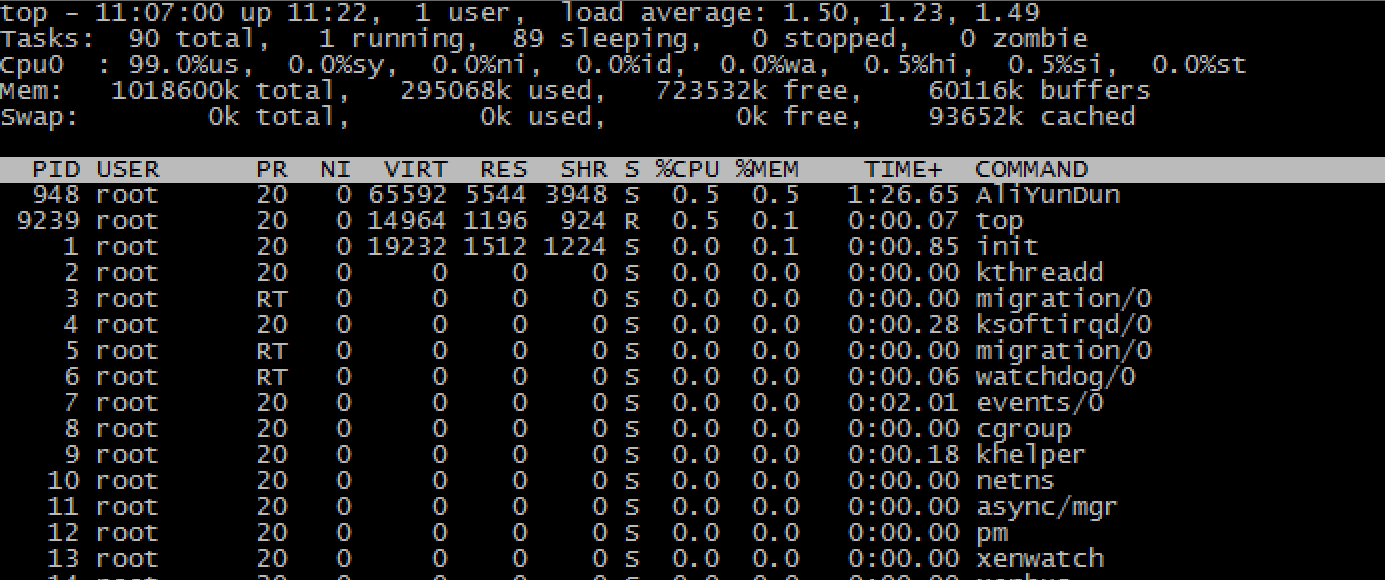 top - 11:07:00 up 11:22,  1 user,  load average: 1.50, 1.23, 1.49
Tasks:  90 total,   1 running,  89 sleeping,   0 stopped,   0 zombie
Cpu0  : 99.0%us,  0.0%sy,  0.0%ni,  0.0%id,  0.0%wa,  0.5%hi,  0.5%si,  0.0%st
Mem:   1018600k total,   295068k used,   723532k free,    60116k buffers
Swap:        0k total,        0k used,        0k free,    93652k cached
  PID USER      PR  NI  VIRT  RES  SHR S %CPU %MEM    TIME+  COMMAND
  948 root      20   0 65592 5544 3948 S  0.5  0.5   1:26.65 AliYunDun
 9239 root      20   0 14964 1196  924 R  0.5  0.1   0:00.07 top
    1 root      20   0 19232 1512 1224 S  0.0  0.1   0:00.85 init
    2 root      20   0     0    0    0 S  0.0  0.0   0:00.00 kthreadd
    3 root      RT   0     0    0    0 S  0.0  0.0   0:00.00 migration/0
    4 root      20   0     0    0    0 S  0.0  0.0   0:00.28 ksoftirqd/0
    5 root      RT   0     0    0    0 S  0.0  0.0   0:00.00 migration/0
    6 root      RT   0     0    0    0 S  0.0  0.0   0:00.06 watchdog/0
    7 root      20   0     0    0    0 S  0.0  0.0   0:02.01 events/0
    8 root      20   0     0    0    0 S  0.0  0.0   0:00.00 cgroup
    9 root      20   0     0    0    0 S  0.0  0.0   0:00.18 khelper
   10 root      20   0     0    0    0 S  0.0  0.0   0:00.00 netns
   11 root      20   0     0    0    0 S  0.0  0.0   0:00.00 async/mgr
   12 root      20   0     0    0    0 S  0.0  0.0   0:00.00 pm
   13 root      20   0     0    0    0 S  0.0  0.0   0:00.00 xenwatch